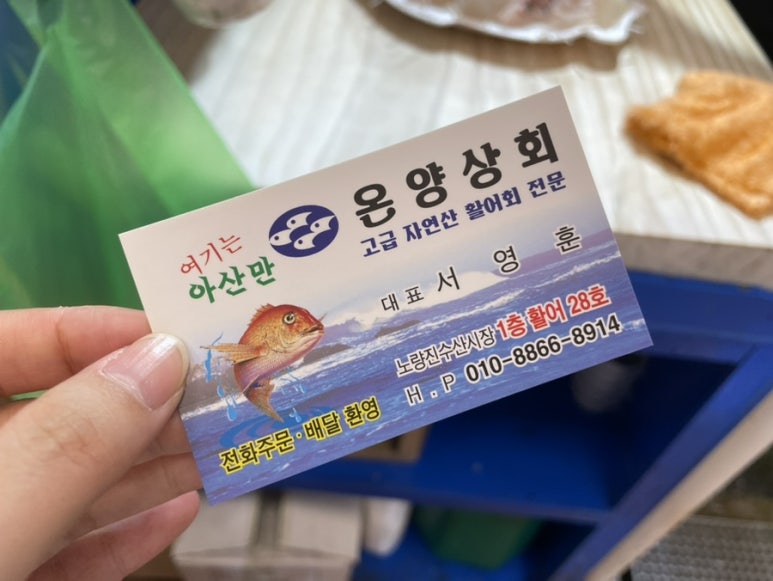 온양상회
고급 자연산 활어회 전문
여기는
아산만
대표 서영훈
노량진수산시장 1층 활어 28호
H.P 010-8866-8914
전화주문·배달 환영